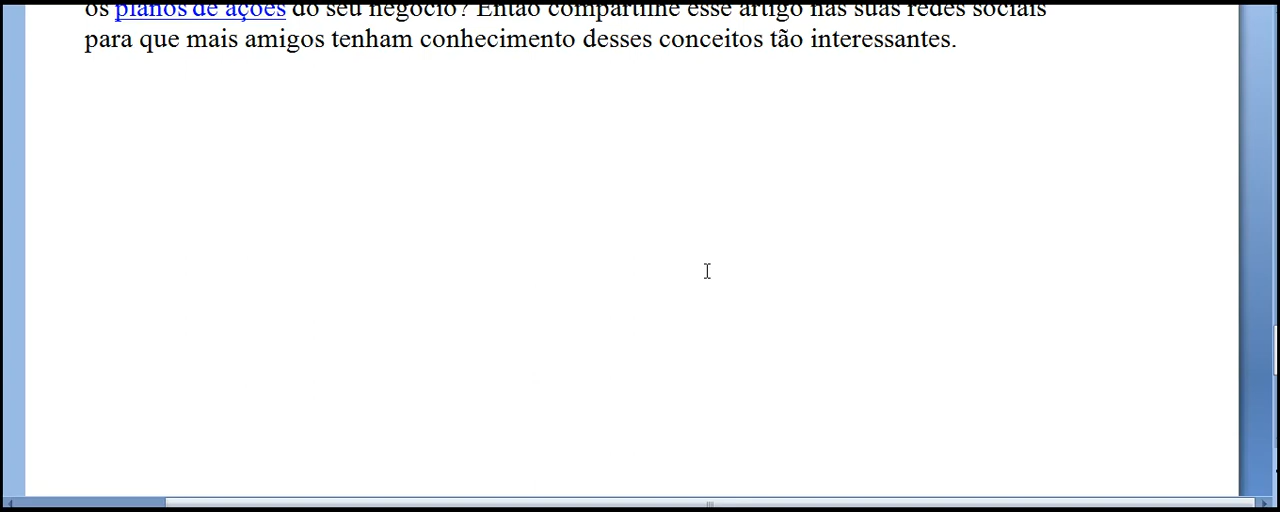 os planos de ações do seu negócio? Então compartilhe esse artigo nas suas redes sociais
para que mais amigos tenham conhecimento desses conceitos tão interessantes.